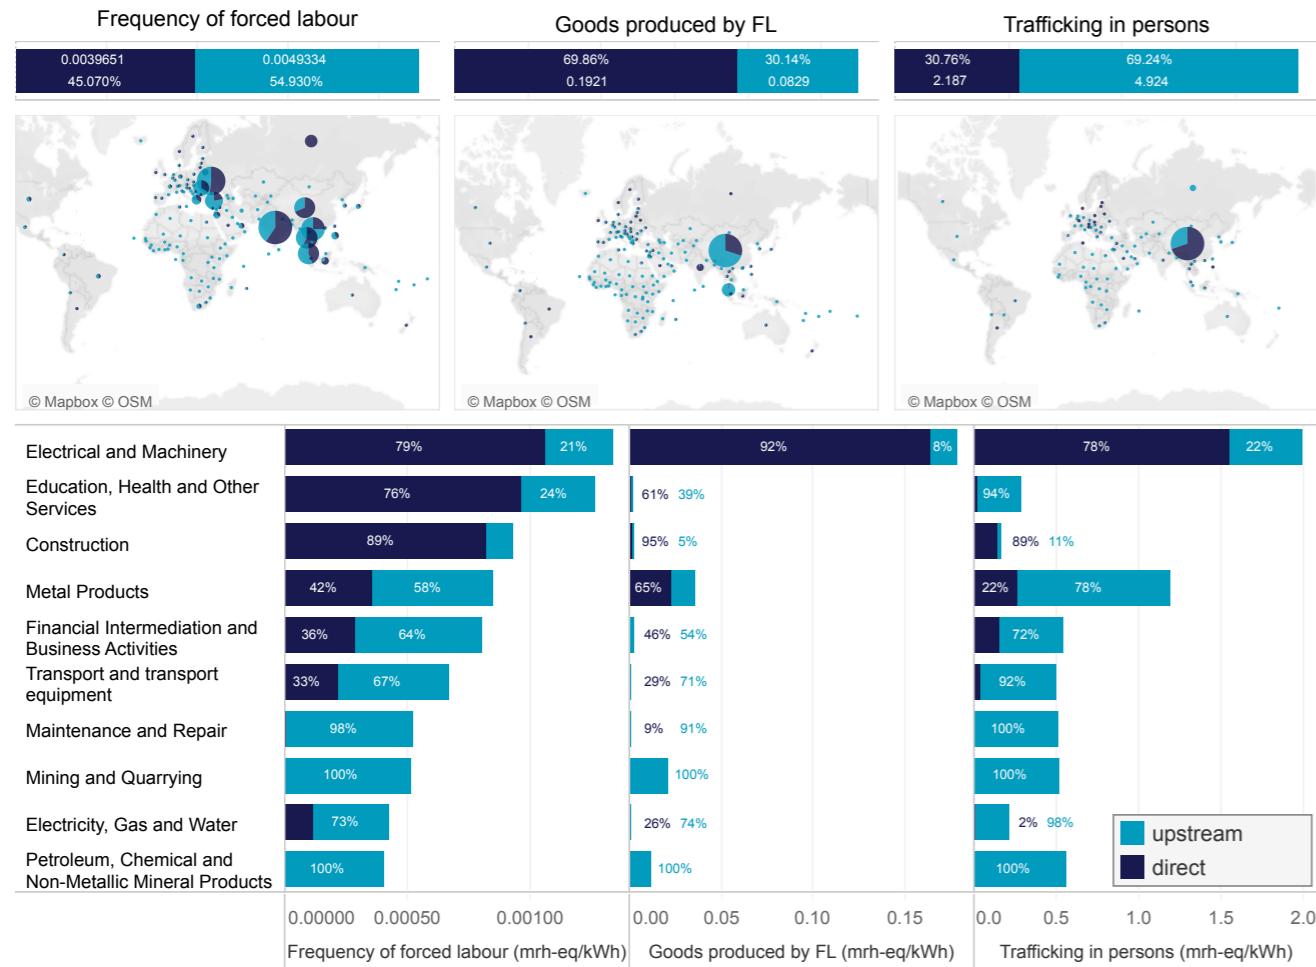 Frequency of forced labour
Goods produced by FL
Trafficking in persons
0.0039651 0.0049334
45.070% 54.930%
69.86% 30.14%
0.1921 0.0829
30.76% 69.24%
2.187 4.924
© Mapbox © OSM
© Mapbox © OSM
© Mapbox © OSM
Electrical and Machinery
79% 21% 92% 8% 78% 22%
Education, Health and Other
Services
76% 24% 61% 39% 94%
Construction
89% 95% 5% 89% 11%
Metal Products
42% 58% 65% 22% 78%
Financial Intermediation and
Business Activities
36% 64% 46% 54% 72%
Transport and transport
equipment
33% 67% 29% 71% 92%
Maintenance and Repair
98% 9% 91% 100%
Mining and Quarrying
100% 100% 100%
Electricity, Gas and Water
73% 26% 74% 2% 98%
Petroleum, Chemical and
Non-Metallic Mineral Products
100% 100% 100%
upstream
direct
0.00000 0.00050 0.00100
0.00 0.05 0.10 0.15
0.0 0.5 1.0 1.5 2.0
Frequency of forced labour (mrh-eq/kWh)
Goods produced by FL (mrh-eq/kWh)
Trafficking in persons (mrh-eq/kWh)